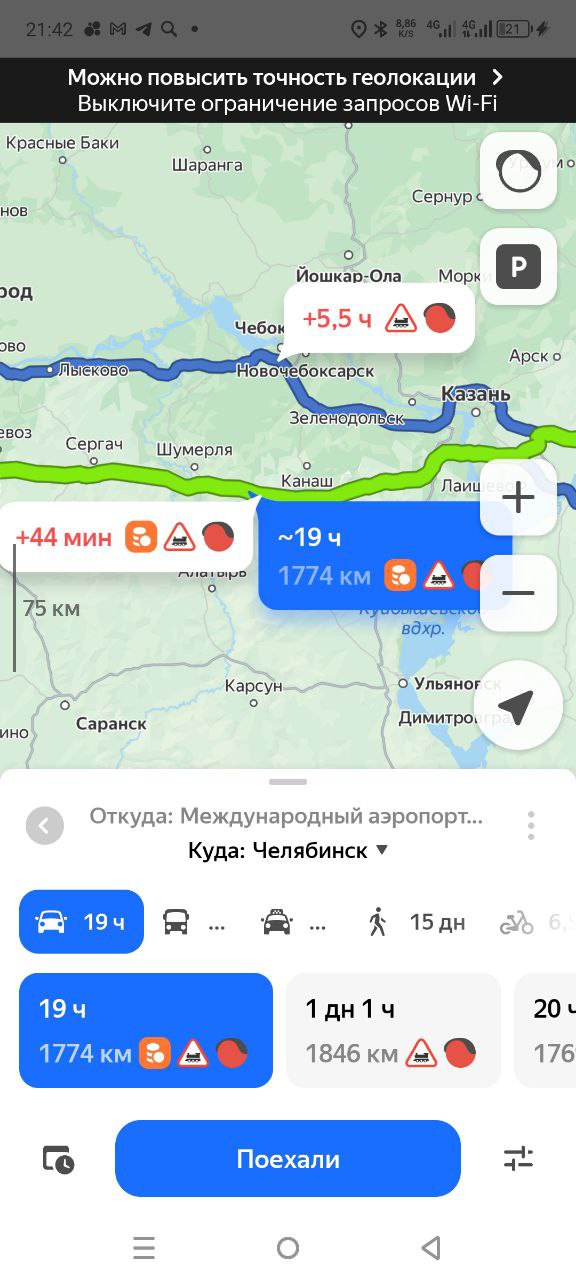 21:42
8,86 K/S 4G 4G 21
Можно повысить точность геолокации
Выключите ограничение запросов Wi-Fi
Красные Баки
Шаранга
Сернур
нов
Йошкар-Ола
Морки
P
род
+5,5 ч
Чебок
ово
Лысково
Новочебоксарск
Арск
Казань
Зеленодольск
евоз
Сергач
Шумерля
Канаш
Лаишево
+
+44 мин
~19 ч
1774 км
Алатырь
75 км
Куйбышевское
вдхр.
Карсун
Ульяновск
Саранск
Димитровгра
ино
Откуда: Международный аэропорт...
Куда: Челябинск
19 ч
...
...
15 дн
6,
19 ч
1 дн 1 ч
20 ч
1774 км
1846 км
176
Поехали